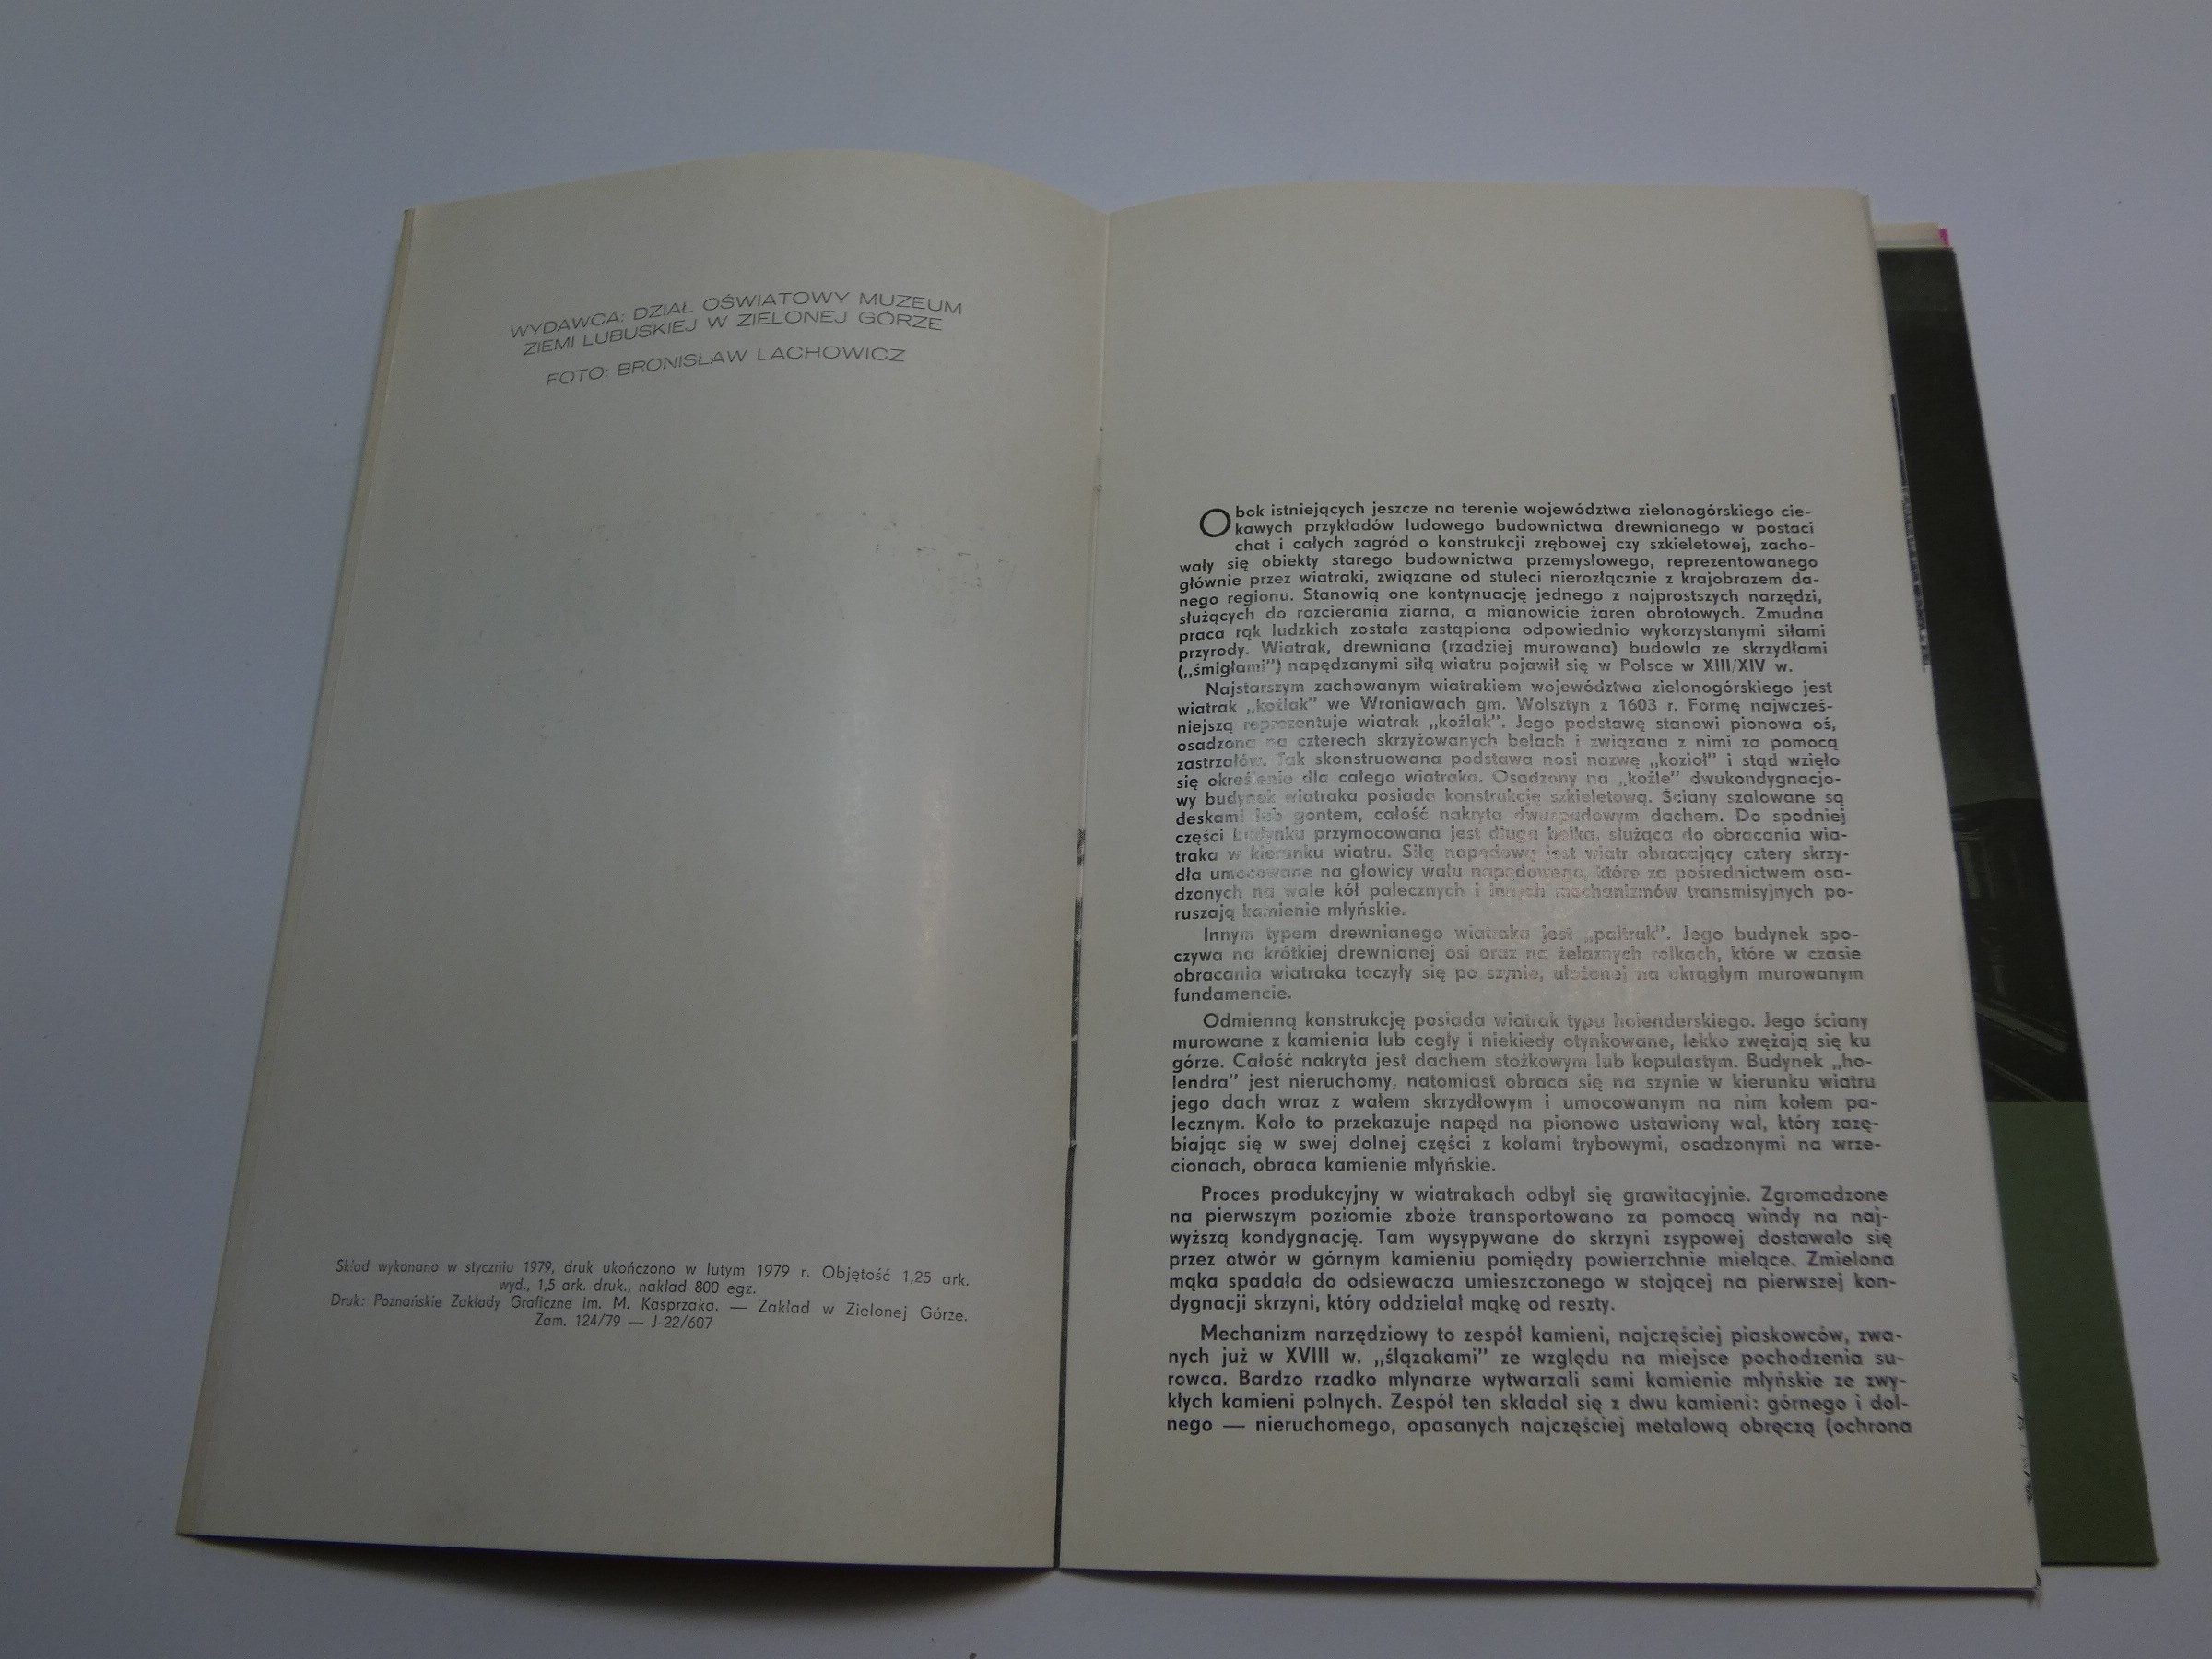 WYDAWCA: DZIAŁ OŚWIATOWY MUZEUM
ZIEMI LUBUSKIEJ W ZIELONEJ GÓRZE
FOTO: BRONISŁAW LACHOWICZ
Skład wykonano w styczniu 1979, druk ukończono w lutym 1979 r. Objętość 1,25 ark.
wyd., 1,5 ark. druk., nakład 800 egz.
Druk: Poznańskie Zakłady Graficzne im. M. Kasprzaka. — Zakład w Zielonej Górze.
Zam. 124/79 — J-22/607
Obok istniejących jeszcze na terenie województwa zielonogórskiego cie-
kawych przykładów ludowego budownictwa drewnianego w postaci
chat i całych zagród o konstrukcji zrębowej czy szkieletowej, zacho-
wały się obiekty starego budownictwa przemysłowego, reprezentowanego
głównie przez wiatraki, związane od stuleci nierozłącznie z krajobrazem da-
nego regionu. Stanowią one kontynuację jednego z najprostszych narzędzi,
służących do rozcierania ziarna, a mianowicie żaren obrotowych. Żmudna
praca rąk ludzkich została zastąpiona odpowiednio wykorzystanymi siłami
przyrody. Wiatrak, drewniana (rzadziej murowana) budowla ze skrzydłami
(„śmigłami”) napędzanymi siłą wiatru pojawił się w Polsce w XIII/XIV w.
Najstarszym zachowanym wiatrakiem województwa zielonogórskiego jest
wiatrak „koźlak” we Wroniawach gm. Wolsztyn z 1603 r. Formę najwcześ-
niejszą reprezentuje wiatrak „koźlak”. Jego podstawę stanowi pionowa oś,
osadzona na czterech skrzyżowanych belach i związana z nimi za pomocą
zastrzałów. Tak skonstruowana podstawa nosi nazwę „kozioł” i stąd wzięło
się określenie dla całego wiatraka. Osadzony na „koźle” dwukondygnacjo-
wy budynek wiatraka posiada konstrukcję szkieletową. Ściany szalowane są
deskami lub gontem, całość nakryta dwuspadowym dachem. Do spodniej
części budynku przymocowana jest długa belka, służąca do obracania wia-
traka w kierunku wiatru. Siłą napędową jest wiatr obracający cztery skrzy-
dła umocowane na głowicy wału napędowego, które za pośrednictwem osa-
dzonych na wale kół palecznych i innych mechanizmów transmisyjnych po-
ruszają kamienie młyńskie.
Innym typem drewnianego wiatraka jest „paltrak”. Jego budynek spo-
czywa na krótkiej drewnianej osi oraz na żelaznych rolkach, które w czasie
obracania wiatraka toczyły się po szynie, ułożonej na okrągłym murowanym
fundamencie.
Odmienną konstrukcję posiada wiatrak typu holenderskiego. Jego ściany
murowane z kamienia lub cegły i niekiedy otynkowane, lekko zwężają się ku
górze. Całość nakryta jest dachem stożkowym lub kopulastym. Budynek „ho-
lendra” jest nieruchomy, natomiast obraca się na szynie w kierunku wiatru
jego dach wraz z wałem skrzydłowym i umocowanym na nim kołem pa-
lecznym. Koło to przekazuje napęd na pionowo ustawiony wał, który zazę-
biając się w swej dolnej części z kołami trybowymi, osadzonymi na wrze-
cionach, obraca kamienie młyńskie.
Proces produkcyjny w wiatrakach odbył się grawitacyjnie. Zgromadzone
na pierwszym poziomie zboże transportowano za pomocą windy na naj-
wyższą kondygnację. Tam wysypywane do skrzyni zsypowej dostawało się
przez otwór w górnym kamieniu pomiędzy powierzchnie mielące. Zmielona
mąka spadała do odsiewacza umieszczonego w stojącej na pierwszej kon-
dygnacji skrzyni, który oddzielał mąkę od reszty.
Mechanizm narzędziowy to zespół kamieni, najczęściej piaskowców, zwa-
nych już w XVIII w. „ślązakami” ze względu na miejsce pochodzenia su-
rowca. Bardzo rzadko młynarze wytwarzali sami kamienie młyńskie ze zwy-
kłych kamieni polnych. Zespół ten składał się z dwu kamieni: górnego i dol-
nego — nieruchomego, opasanych najczęściej metalową obręczą (ochrona